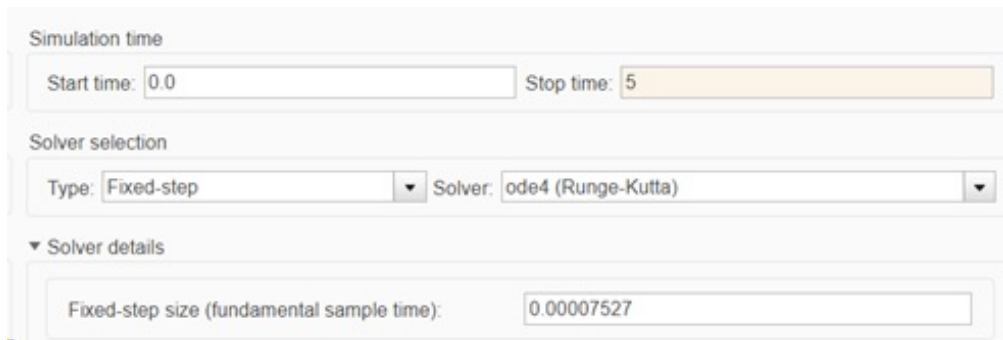 Simulation time
Start time: 0.0 Stop time: 5
Solver selection
Type: Fixed-step Solver: ode4 (Runge-Kutta)
Solver details
Fixed-step size (fundamental sample time): 0.00007527